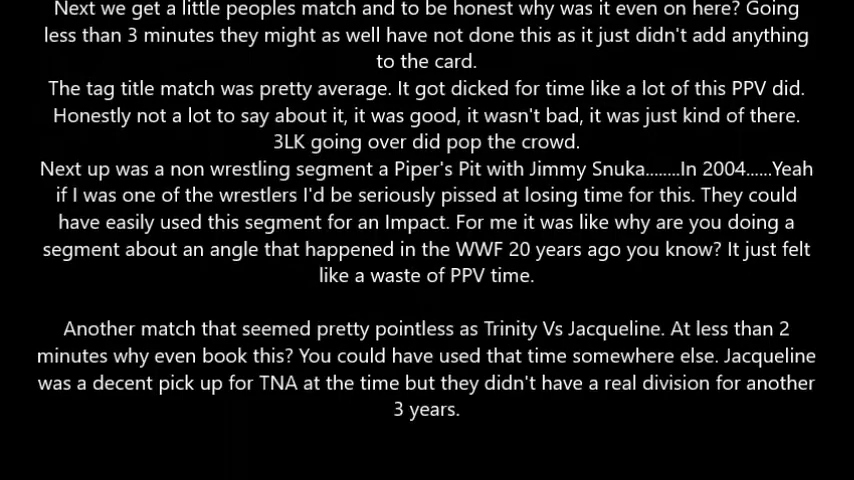 Next we get a little peoples match and to be honest why was it even on here? Going
less than 3 minutes they might as well have not done this as it just didn't add anything
to the card.
The tag title match was pretty average. It got dicked for time like a lot of this PPV did.
Honestly not a lot to say about it, it was good, it wasn't bad, it was just kind of there.
3LK going over did pop the crowd.
Next up was a non wrestling segment a Piper's Pit with Jimmy Snuka........In 2004......Yeah
if I was one of the wrestlers I'd be seriously pissed at losing time for this. They could
have easily used this segment for an Impact. For me it was like why are you doing a
segment about an angle that happened in the WWF 20 years ago you know? It just felt
like a waste of PPV time.
Another match that seemed pretty pointless as Trinity Vs Jacqueline. At less than 2
minutes why even book this? You could have used that time somewhere else. Jacqueline
was a decent pick up for TNA at the time but they didn't have a real division for another
3 years.